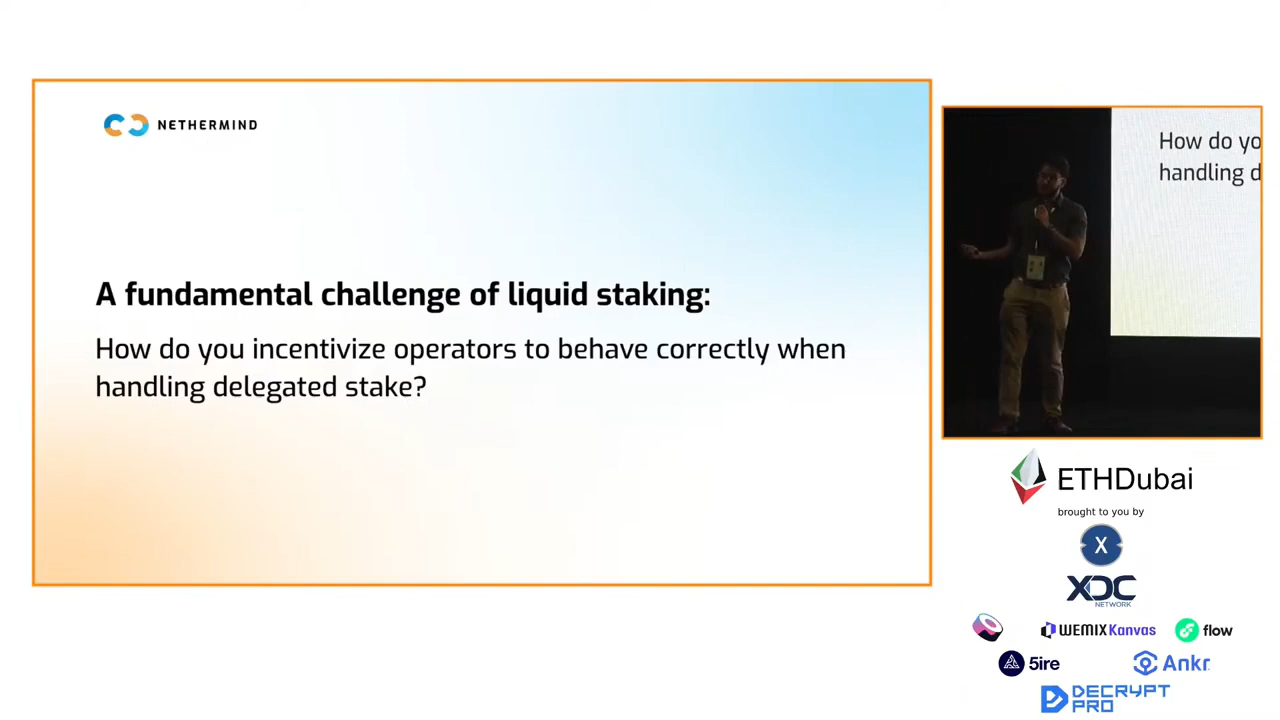 NETHERMIND
A fundamental challenge of liquid staking:
How do you incentivize operators to behave correctly when
handling delegated stake?
How do yo
handling d
ETHDubai
brought to you by
X
XDC
NETWORK
WEMIX Kanvas
flow
5ire
Ankr
DECRYPT
PRO